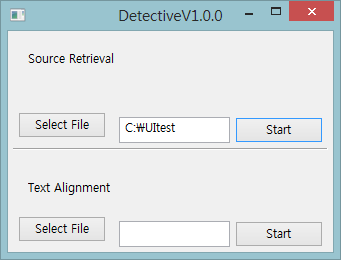 DetectiveV1.0.0
Source Retrieval
Select File
C:₩UItest
Start
Text Alignment
Select File
Start